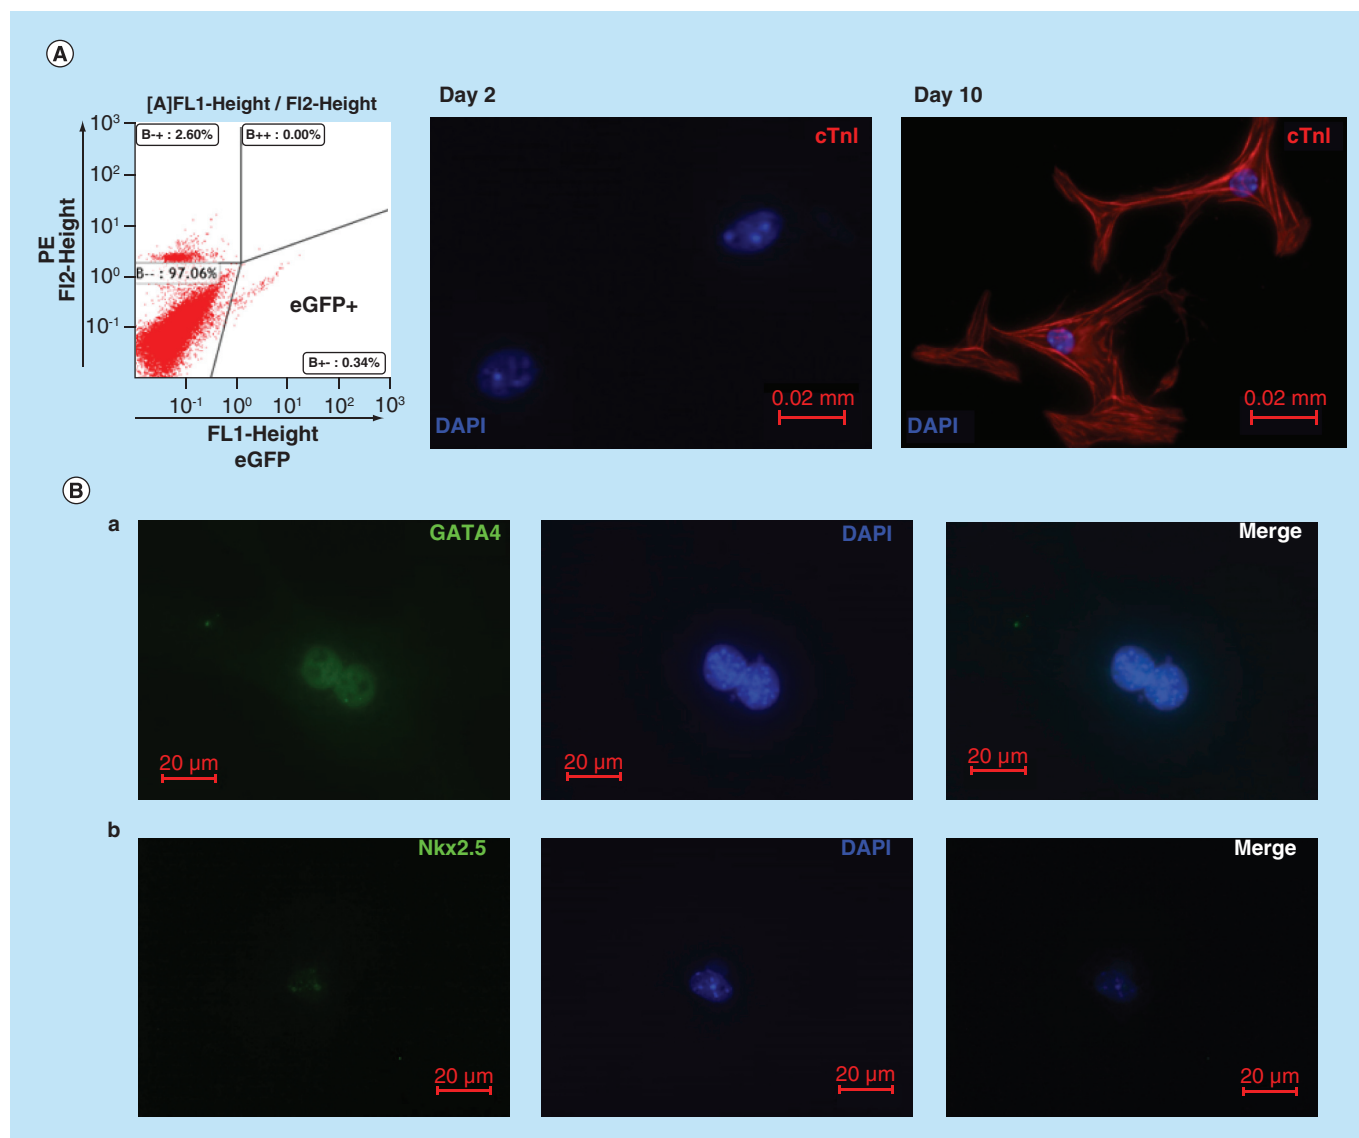 A
[A]FL1-Height / Fl2-Height
10³
10²
10¹
10⁰
10⁻¹
PE
Fl2-Height
B-+ : 2.60%
B++ : 0.00%
B-- : 97.06%
eGFP+
B+- : 0.34%
10⁻¹ 10⁰ 10¹ 10² 10³
FL1-Height
eGFP
Day 2
cTnI
0.02 mm
DAPI
Day 10
cTnI
0.02 mm
DAPI
B
a
GATA4
20 µm
DAPI
20 µm
Merge
20 µm
b
Nkx2.5
20 µm
DAPI
20 µm
Merge
20 µm